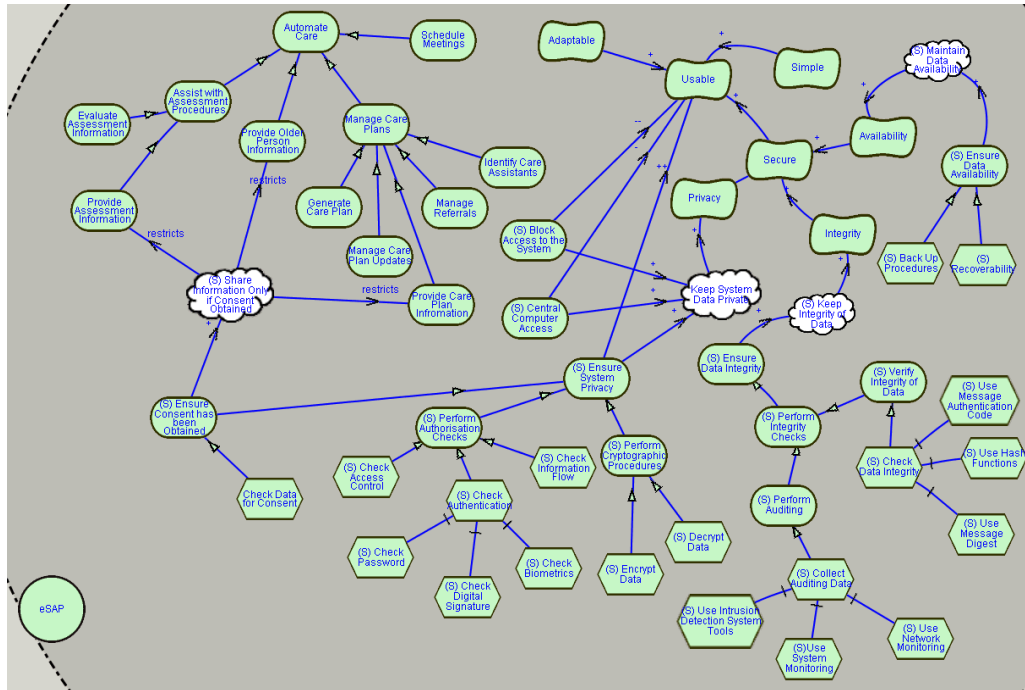 Automate
Care
Schedule
Meetings
Adaptable
+
Usable
+
Simple
(S) Maintain
Data
Availability
Evaluate
Assessment
Information
Assist with
Assessment
Procedures
Provide Older
Person
Information
Manage Care
Plans
Identify Care
Assistants
Generate
Care Plan
Manage
Referrals
Manage Care
Plan Updates
Provide Care
Plan
Infromation
Provide
Assessment
Information
restricts
restricts
restricts
(S) Share
Information Only
if Consent
Obtained
+
--
-
++
+
Secure
+
Availability
+
+
(S) Ensure
Data
Availability
Privacy
+
+
Integrity
+
(S) Back Up
Procedures
(S)
Recoverability
(S) Block
Access to the
System
+
(S) Central
Computer
Access
+
+
Keep System
Data Private
(S) Keep
Integrity of
Data
+
(S) Ensure
Data Integrity
(S) Ensure
System
Privacy
(S) Verify
Integrity of
Data
(S) Use
Message
Authentication
Code
(S) Ensure
Consent has
been
Obtained
Check Data
for Consent
(S) Perform
Authorisation
Checks
(S) Check
Access
Control
(S) Check
Information
Flow
(S) Check
Authentication
(S) Perform
Cryptographic
Procedures
(S) Perform
Integrity
Checks
(S) Check
Data Integrity
(S) Use Hash
Functions
(S) Use
Message
Digest
(S) Perform
Auditing
(S) Check
Password
(S) Check
Digital
Signature
(S) Check
Biometrics
(S) Encrypt
Data
(S) Decrypt
Data
(S) Collect
Auditing Data
(S) Use Intrusion
Detection System
Tools
(S)Use
System
Monitoring
(S) Use
Network
Monitoring
eSAP